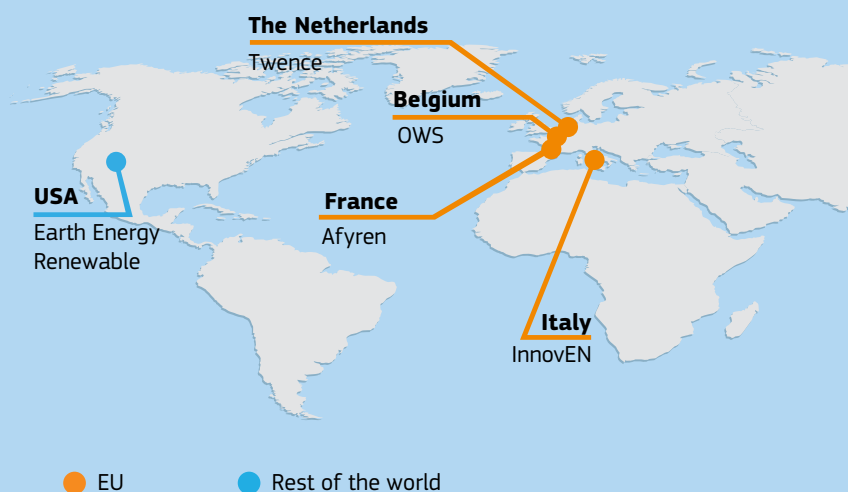 The Netherlands
Twence
Belgium
OWS
USA
Earth Energy
Renewable
France
Afyren
Italy
InnovEN
EU
Rest of the world